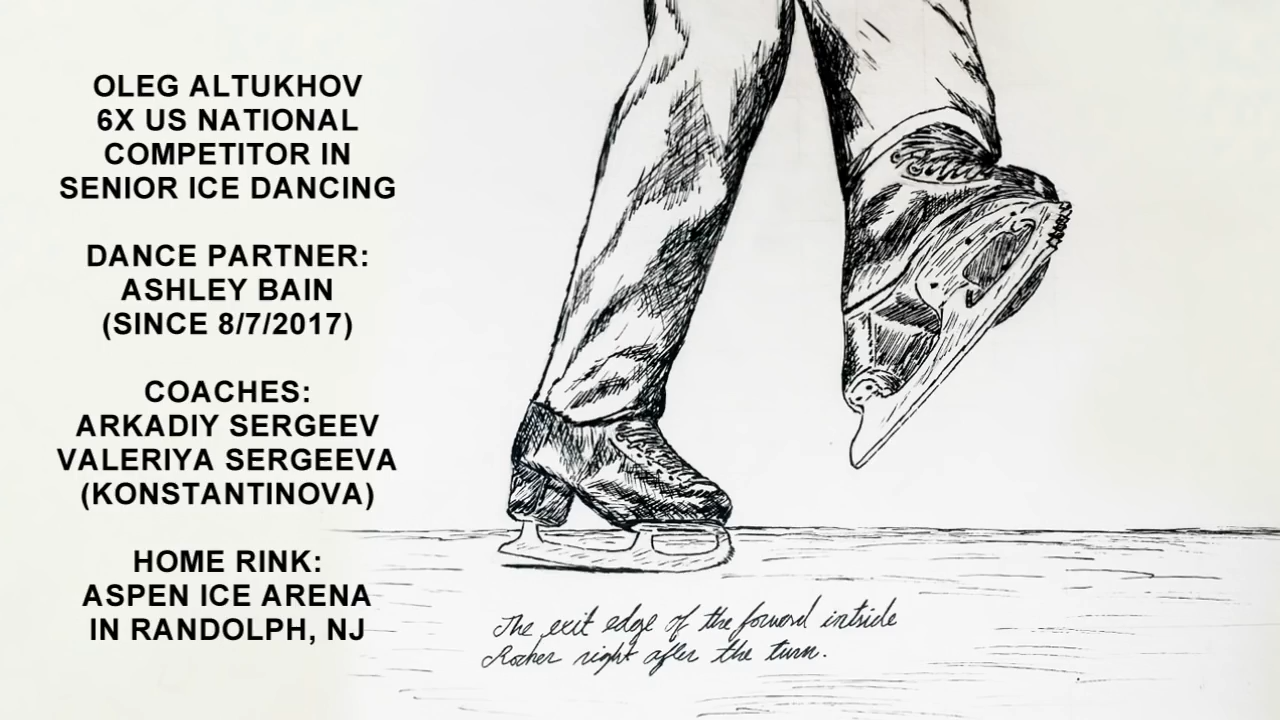 OLEG ALTUKHOV
6X US NATIONAL
COMPETITOR IN
SENIOR ICE DANCING
DANCE PARTNER:
ASHLEY BAIN
(SINCE 8/7/2017)
COACHES:
ARKADIY SERGEEV
VALERIYA SERGEEVA
(KONSTANTINOVA)
HOME RINK:
ASPEN ICE ARENA
IN RANDOLPH, NJ
The exit edge of the forward intside
Rocker right after the turn.